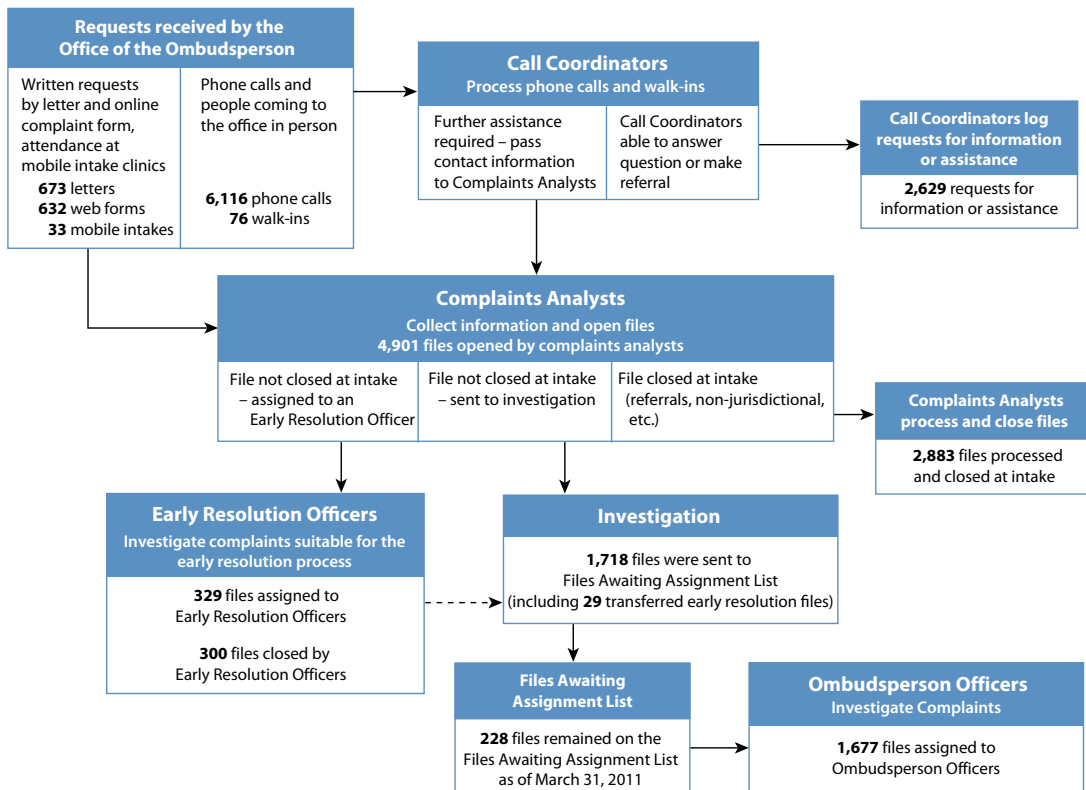 Requests received by the
Office of the Ombudsperson
Written requests
by letter and online
complaint form,
attendance at
mobile intake clinics
673 letters
632 web forms
33 mobile intakes
Phone calls and
people coming to
the office in person
6,116 phone calls
76 walk-ins
Call Coordinators
Process phone calls and walk-ins
Further assistance
required – pass
contact information
to Complaints Analysts
Call Coordinators
able to answer
question or make
referral
Call Coordinators log
requests for information
or assistance
2,629 requests for
information or assistance
Complaints Analysts
Collect information and open files
4,901 files opened by complaints analysts
File not closed at intake
– assigned to an
Early Resolution Officer
File not closed at intake
– sent to investigation
File closed at intake
(referrals, non-jurisdictional,
etc.)
Complaints Analysts
process and close files
2,883 files processed
and closed at intake
Early Resolution Officers
Investigate complaints suitable for the
early resolution process
329 files assigned to
Early Resolution Officers
300 files closed by
Early Resolution Officers
Investigation
1,718 files were sent to
Files Awaiting Assignment List
(including 29 transferred early resolution files)
Files Awaiting
Assignment List
228 files remained on the
Files Awaiting Assignment List
as of March 31, 2011
Ombudsperson Officers
Investigate Complaints
1,677 files assigned to
Ombudsperson Officers